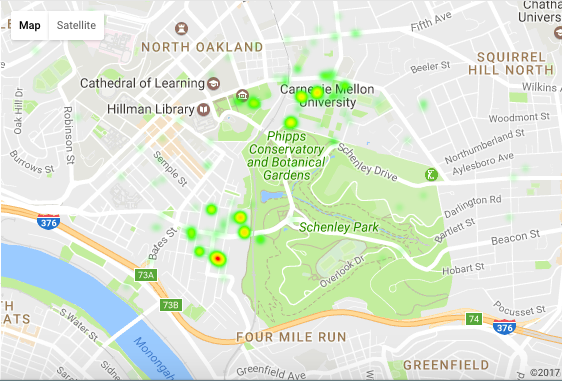 Map
Satellite
Fifth Ave
Chatha
Univers
NORTH OAKLAND
SQUIRREL
HILL NORTH
Beeler St
Cathedral of Learning
Carnegie Mellon
University
Wilkins A
Hillman Library
Oak Hill Dr
Robinson St
Woodmont St
Phipps
Conservatory
and Botanical
Gardens
Northumberland St
Aylesboro Ave
Burrows St
Semple St
Schenley Drive
Darlington Rd
Bartlett St
376
Bates St
Schenley Park
Beacon St
Overlook Dr
Hobart St
73A
73B
74
376
Pocusset St
TH
ATS
S Water St
Monongah
FOUR MILE RUN
GREENFIELD
Sarah St
Sidne
Greenfield Ave
©2017